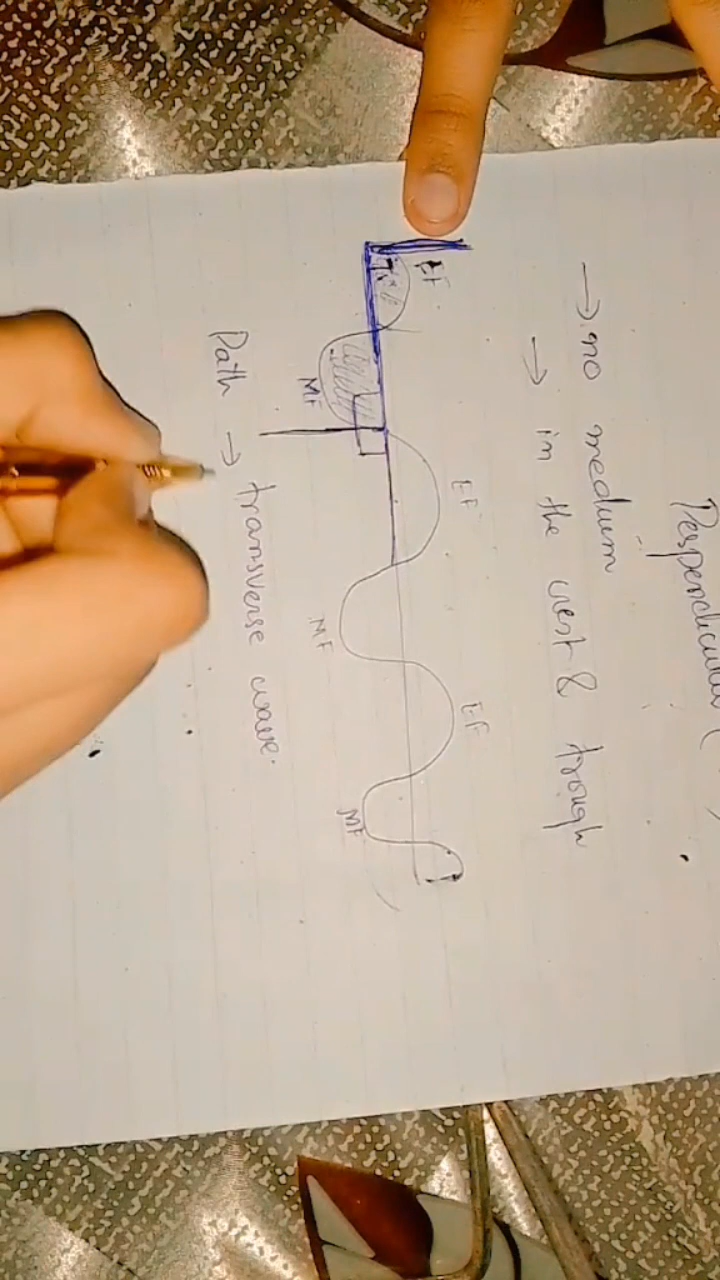 Perpendicular (
→ no medium
→ in the crest & trough
EF
EF
EF
MF
MF
MF
Path → transverse wave.